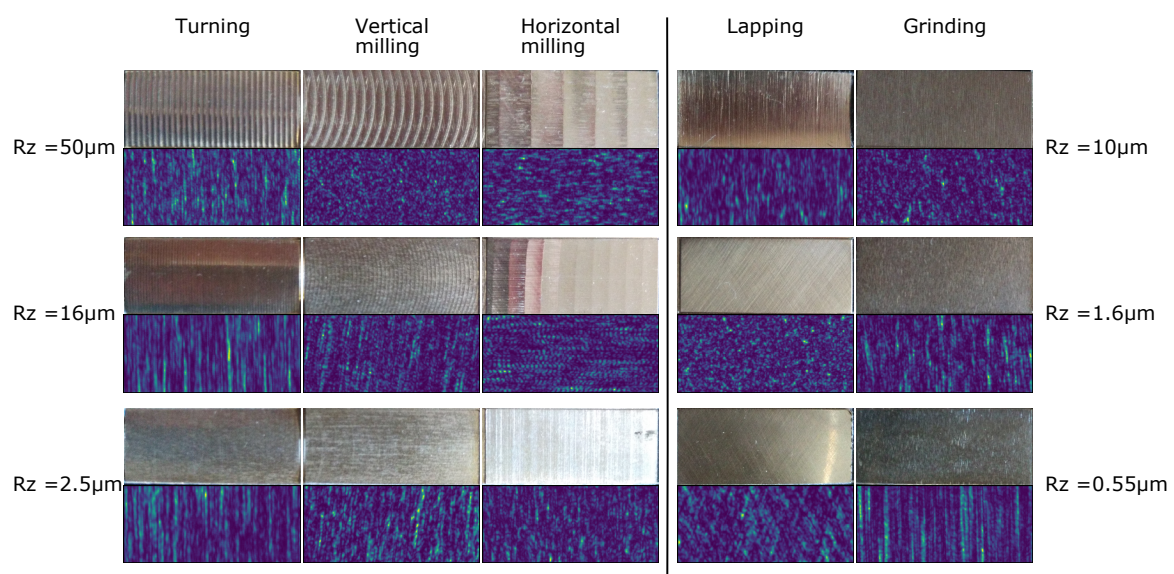 Turning
Vertical
milling
Horizontal
milling
Lapping
Grinding
Rz =50µm
Rz =10µm
Rz =16µm
Rz =1.6µm
Rz =2.5µm
Rz =0.55µm